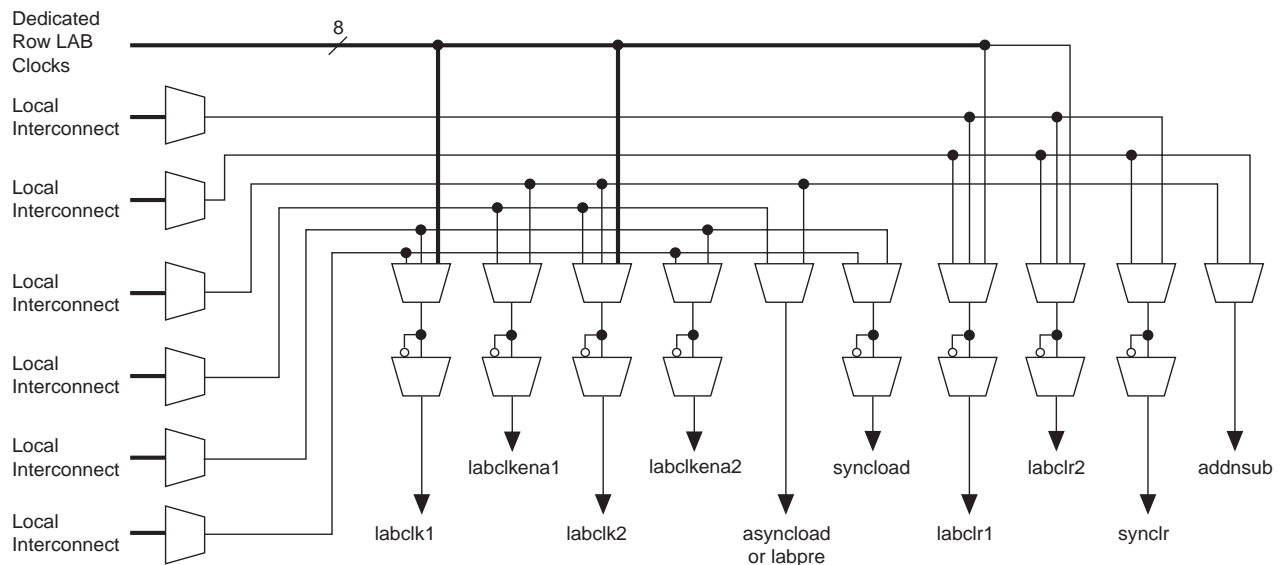 Dedicated
Row LAB
Clocks
8
Local
Interconnect
Local
Interconnect
Local
Interconnect
Local
Interconnect
Local
Interconnect
Local
Interconnect
labclkena1
labclkena2
syncload
labclr2
addnsub
labclk1
labclk2
asyncload
or labpre
labclr1
synclr